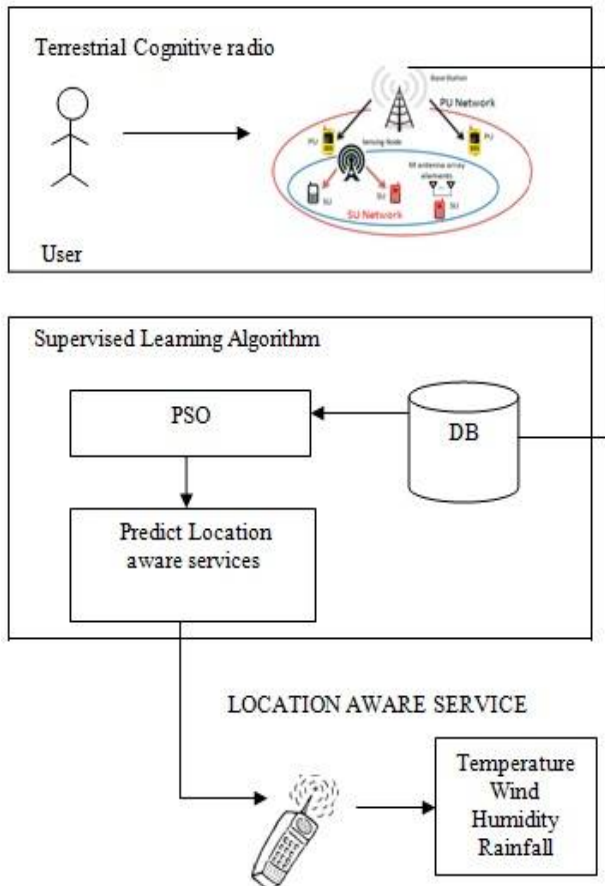 Terrestrial Cognitive radio
Base Station
PU Network
PU
PU
Sensing Node
M antenna array
elements
SU
SU
SU
SU Network
User
Supervised Learning Algorithm
PSO
DB
Predict Location
aware services
LOCATION AWARE SERVICE
Temperature
Wind
Humidity
Rainfall